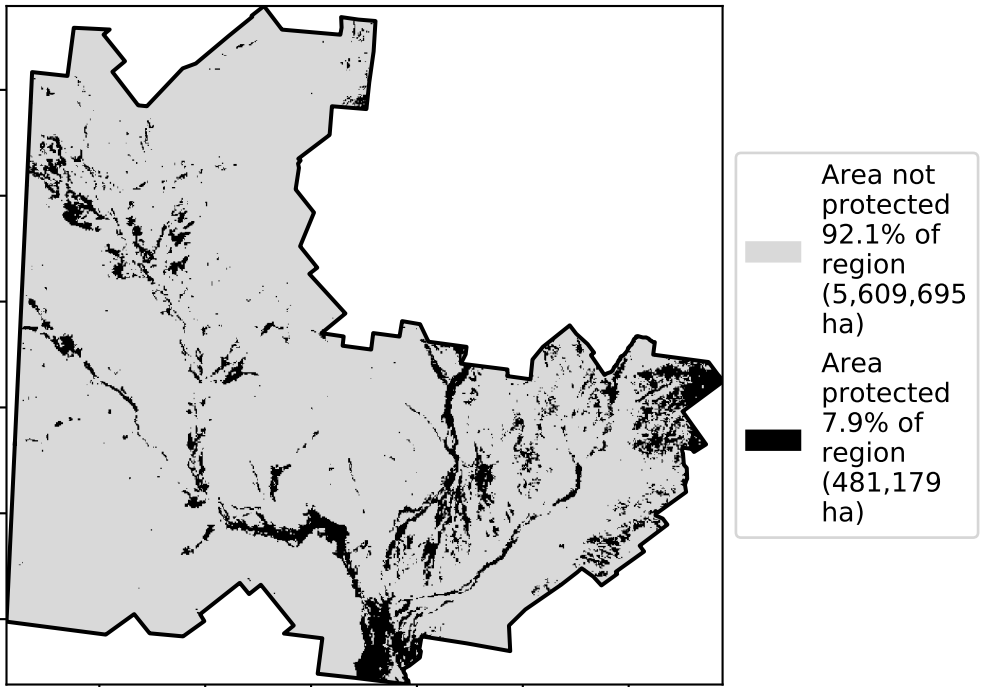 Area not
protected
92.1% of
region
(5,609,695
ha)
Area
protected
7.9% of
region
(481,179
ha)